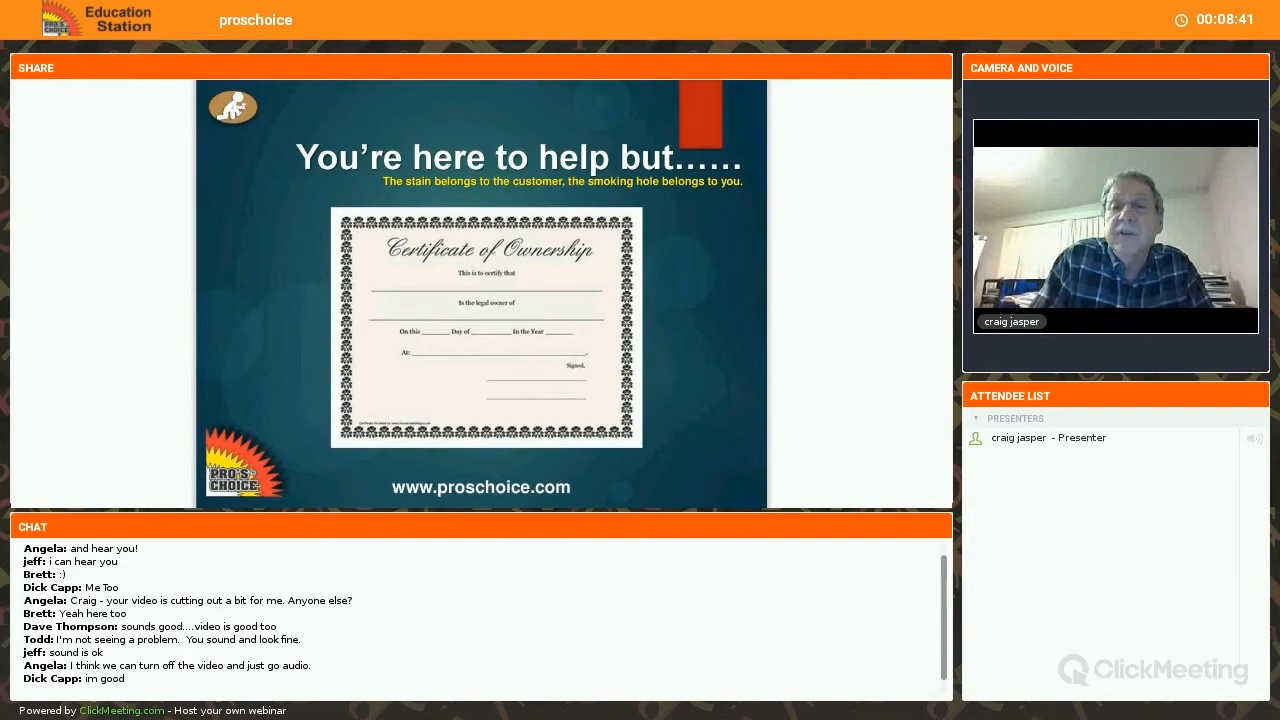 Education
Station
proschoice
00:08:41
SHARE
CAMERA AND VOICE
You're here to help but......
The stain belongs to the customer, the smoking hole belongs to you.
Certificate of Ownership
This is to certify that
Is the legal owner of
On this ______ Day of ________ In the Year ______
At: ______
Signed,
PRO'S
CHOICE
www.proschoice.com
craig jasper
ATTENDEE LIST
PRESENTERS
craig jasper - Presenter
CHAT
Angela: and hear you!
jeff: i can hear you
Brett: :)
Dick Capp: Me Too
Angela: Craig - your video is cutting out a bit for me. Anyone else?
Brett: Yeah here too
Dave Thompson: sounds good....video is good too
Todd: I'm not seeing a problem.  You sound and look fine.
jeff: sound is ok
Angela: I think we can turn off the video and just go audio.
Dick Capp: im good
ClickMeeting
Powered by ClickMeeting.com - Host your own webinar